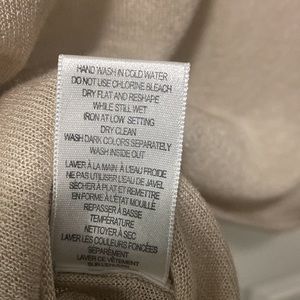 HAND WASH IN COLD WATER
DO NOT USE CHLORINE BLEACH
DRY FLAT AND RESHAPE
WHILE STILL WET
IRON AT LOW SETTING
DRY CLEAN
WASH DARK COLORS SEPARATELY
WASH INSIDE OUT
LAVER À LA MAIN À L'EAU FROIDE
NE PAS UTILISER L'EAU DE JAVEL
SÉCHER À PLAT ET REMETTRE
EN FORME À L'ÉTAT MOUILLÉ
REPASSER À BASSE
TEMPÉRATURE
NETTOYER À SEC
LAVER LES COULEURS FONCÉES
SÉPARÉMENT
LAVER DE VÊTEMENT